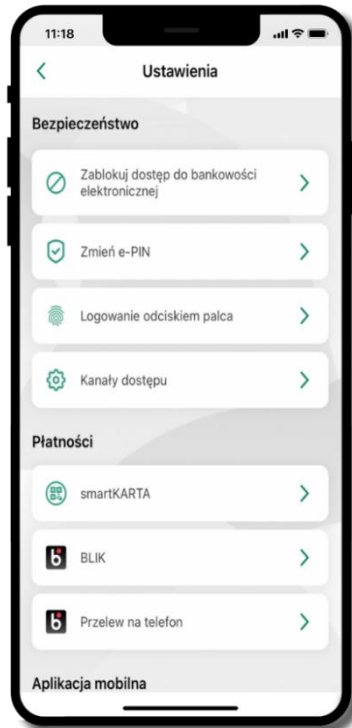 11:18
Ustawienia
Bezpieczeństwo
Zablokuj dostęp do bankowości
elektronicznej
Zmień e-PIN
Logowanie odciskiem palca
Kanały dostępu
Płatności
smartKARTA
BLIK
Przelew na telefon
Aplikacja mobilna